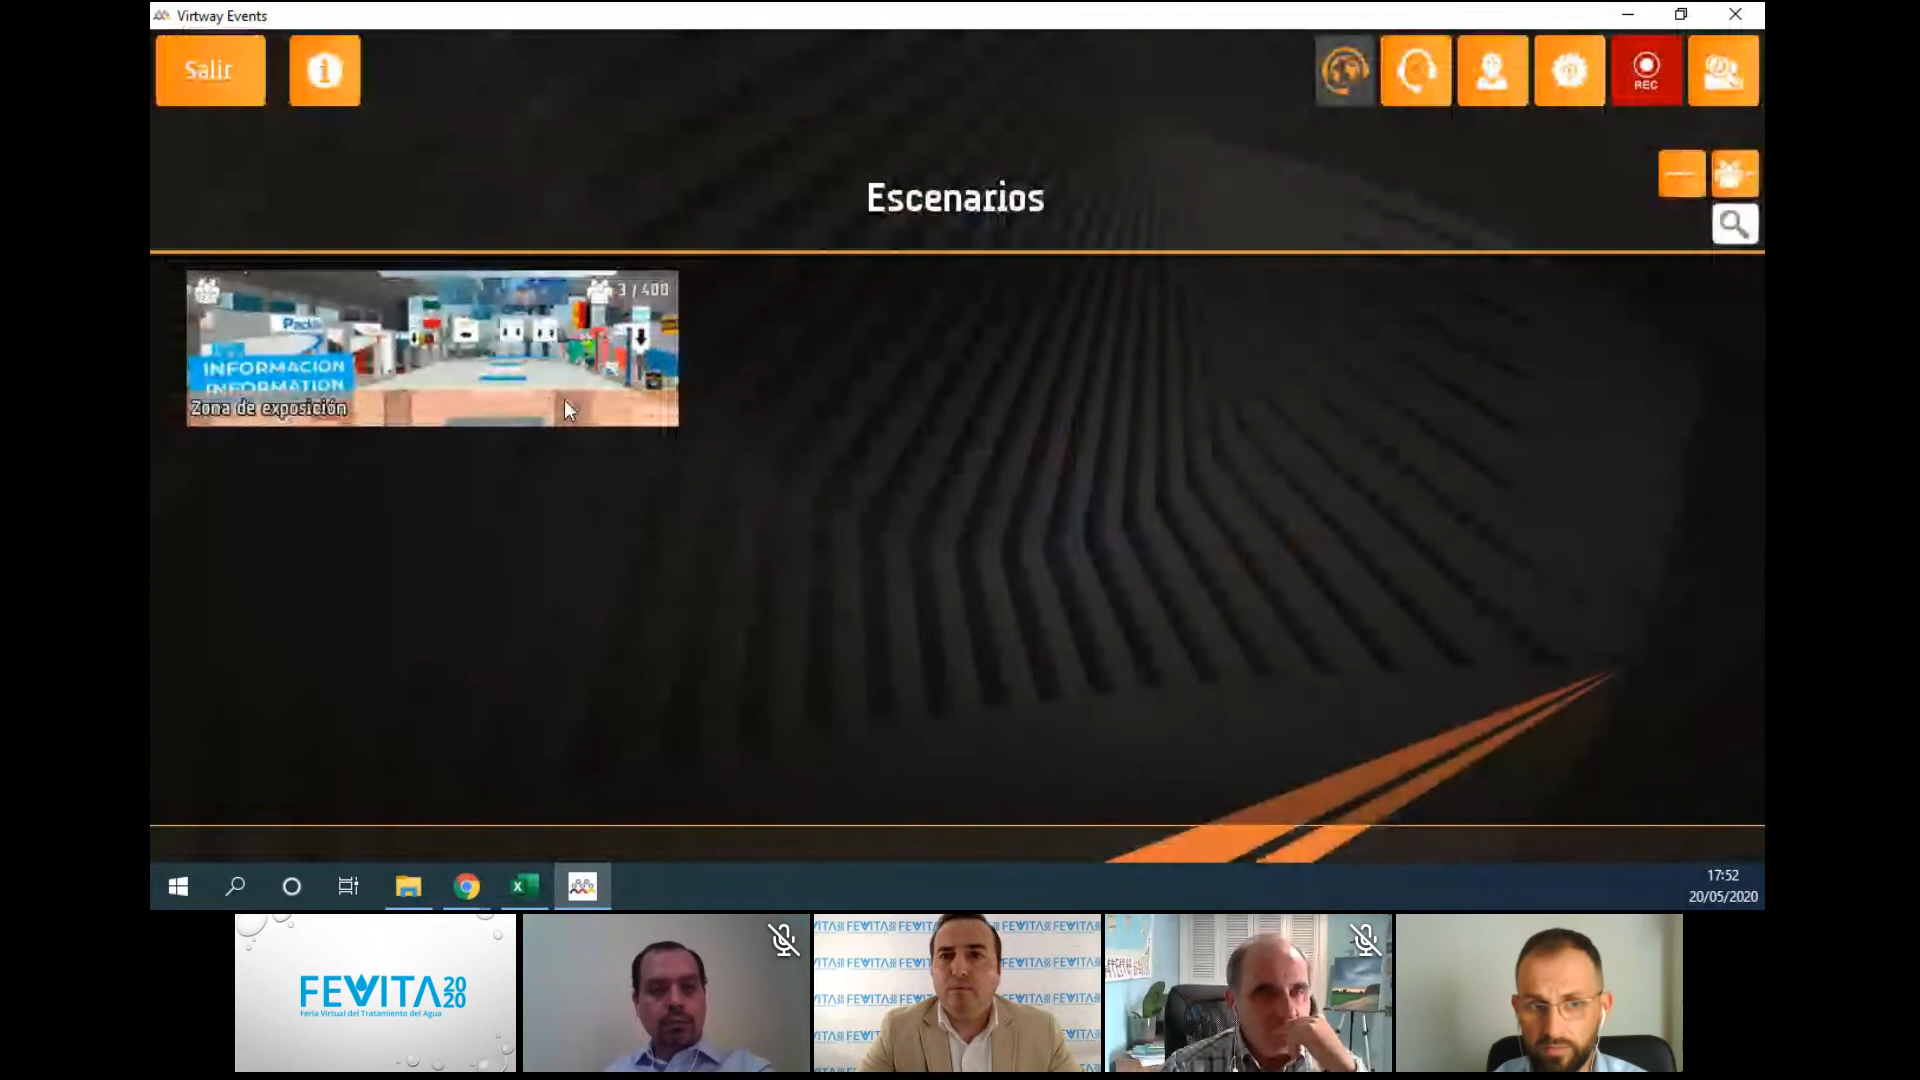 Virtway Events
Salir
REC
Escenarios
3 / 400
INFORMACION
INFORMATION
Zona de exposición
17:52
20/05/2020
FEVITA 2020
Feria Virtual del Tratamiento del Agua
FEVITA